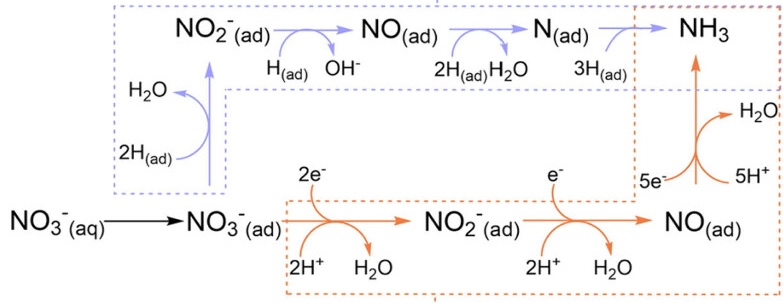 NO₂⁻(ad) NO(ad) N(ad) NH₃
H(ad) OH⁻ 2H(ad) H₂O 3H(ad)
H₂O
2H(ad)
H₂O
5e⁻ 5H⁺
2e⁻ e⁻
NO₃⁻(aq) NO₃⁻(ad) NO₂⁻(ad) NO(ad)
2H⁺ H₂O 2H⁺ H₂O